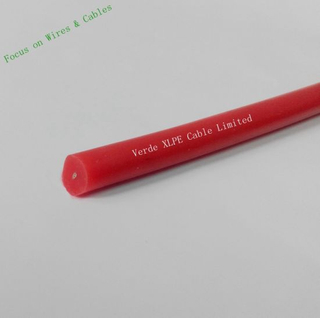 Focus on Wires & Cables
Verde XLPE Cable Limited